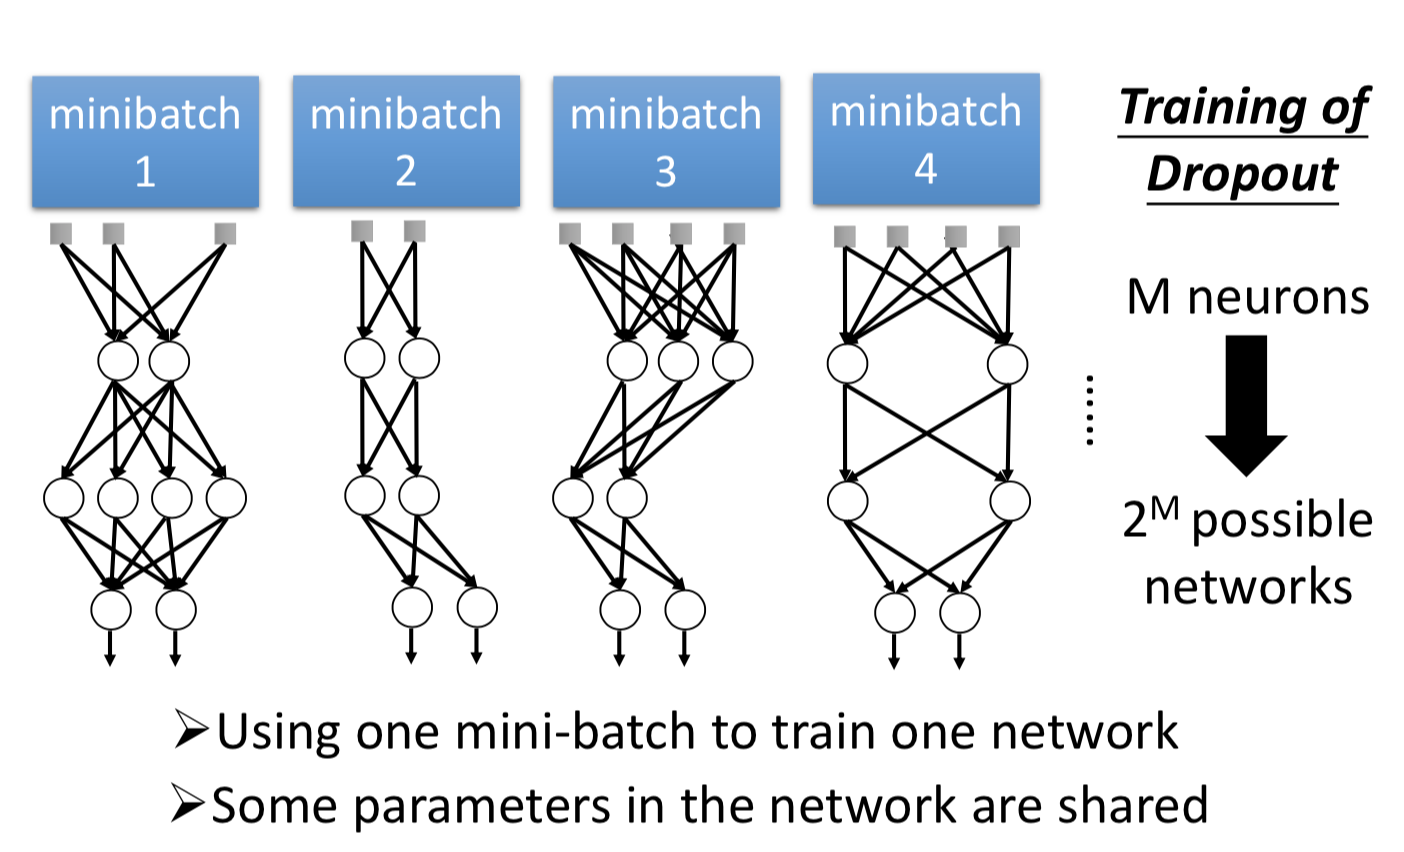 minibatch
1
minibatch
2
minibatch
3
minibatch
4
Training of
Dropout
M neurons
……
2ᴹ possible
networks
➢Using one mini-batch to train one network
➢Some parameters in the network are shared